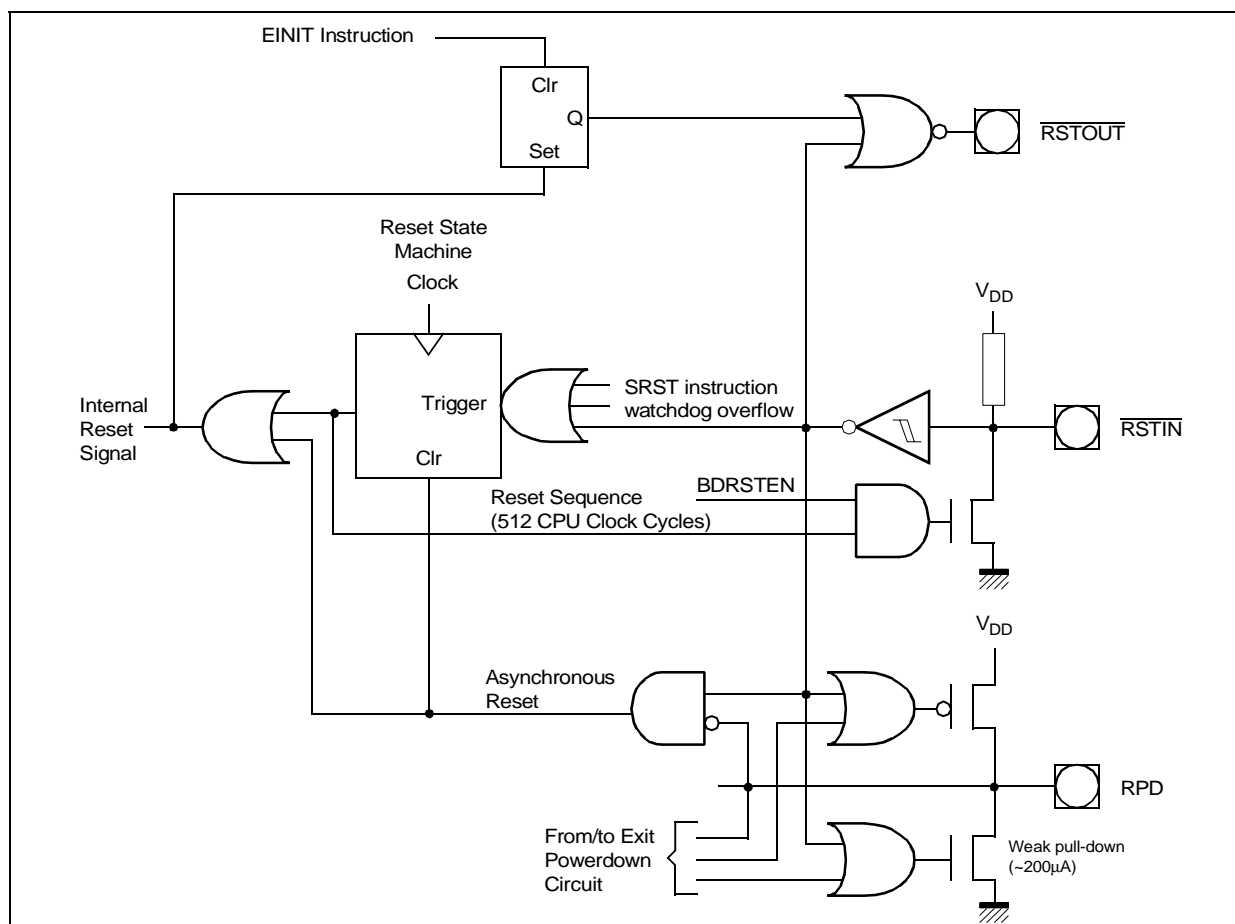 EINIT Instruction
Clr
Q
Set
RSTOUT
Reset State
Machine
Clock
VDD
Trigger
SRST instruction
watchdog overflow
Internal
Reset
Signal
RSTIN
Clr
BDRSTEN
Reset Sequence
(512 CPU Clock Cycles)
VDD
Asynchronous
Reset
RPD
From/to Exit
Powerdown
Circuit
Weak pull-down
(~200µA)